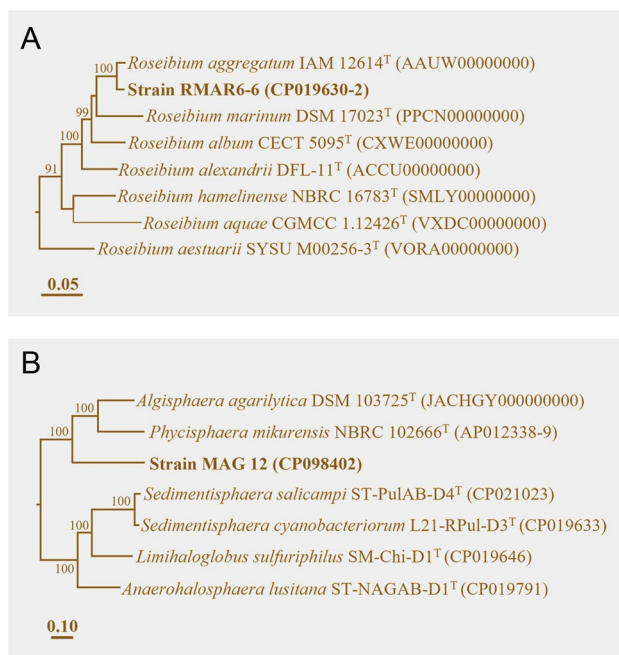 A
Roseibium aggregatum IAM 12614ᵀ (AAUW00000000)
100
Strain RMAR6-6 (CP019630-2)
99
Roseibium marinum DSM 17023ᵀ (PPCN00000000)
100
Roseibium album CECT 5095ᵀ (CXWE00000000)
91
Roseibium alexandrii DFL-11ᵀ (ACCU00000000)
Roseibium hamelinense NBRC 16783ᵀ (SMLY00000000)
Roseibium aquae CGMCC 1.12426ᵀ (VXDC00000000)
Roseibium aestuarii SYSU M00256-3ᵀ (VORA00000000)
0.05
B
Algisphaera agarilytica DSM 103725ᵀ (JACHGY000000000)
100
Phycisphaera mikurensis NBRC 102666ᵀ (AP012338-9)
100
Strain MAG 12 (CP098402)
Sedimentisphaera salicampi ST-PulAB-D4ᵀ (CP021023)
100
Sedimentisphaera cyanobacteriorum L21-RPul-D3ᵀ (CP019633)
100
Limihaloglobus sulfuriphilus SM-Chi-D1ᵀ (CP019646)
100
Anaerohalosphaera lusitana ST-NAGAB-D1ᵀ (CP019791)
0.10